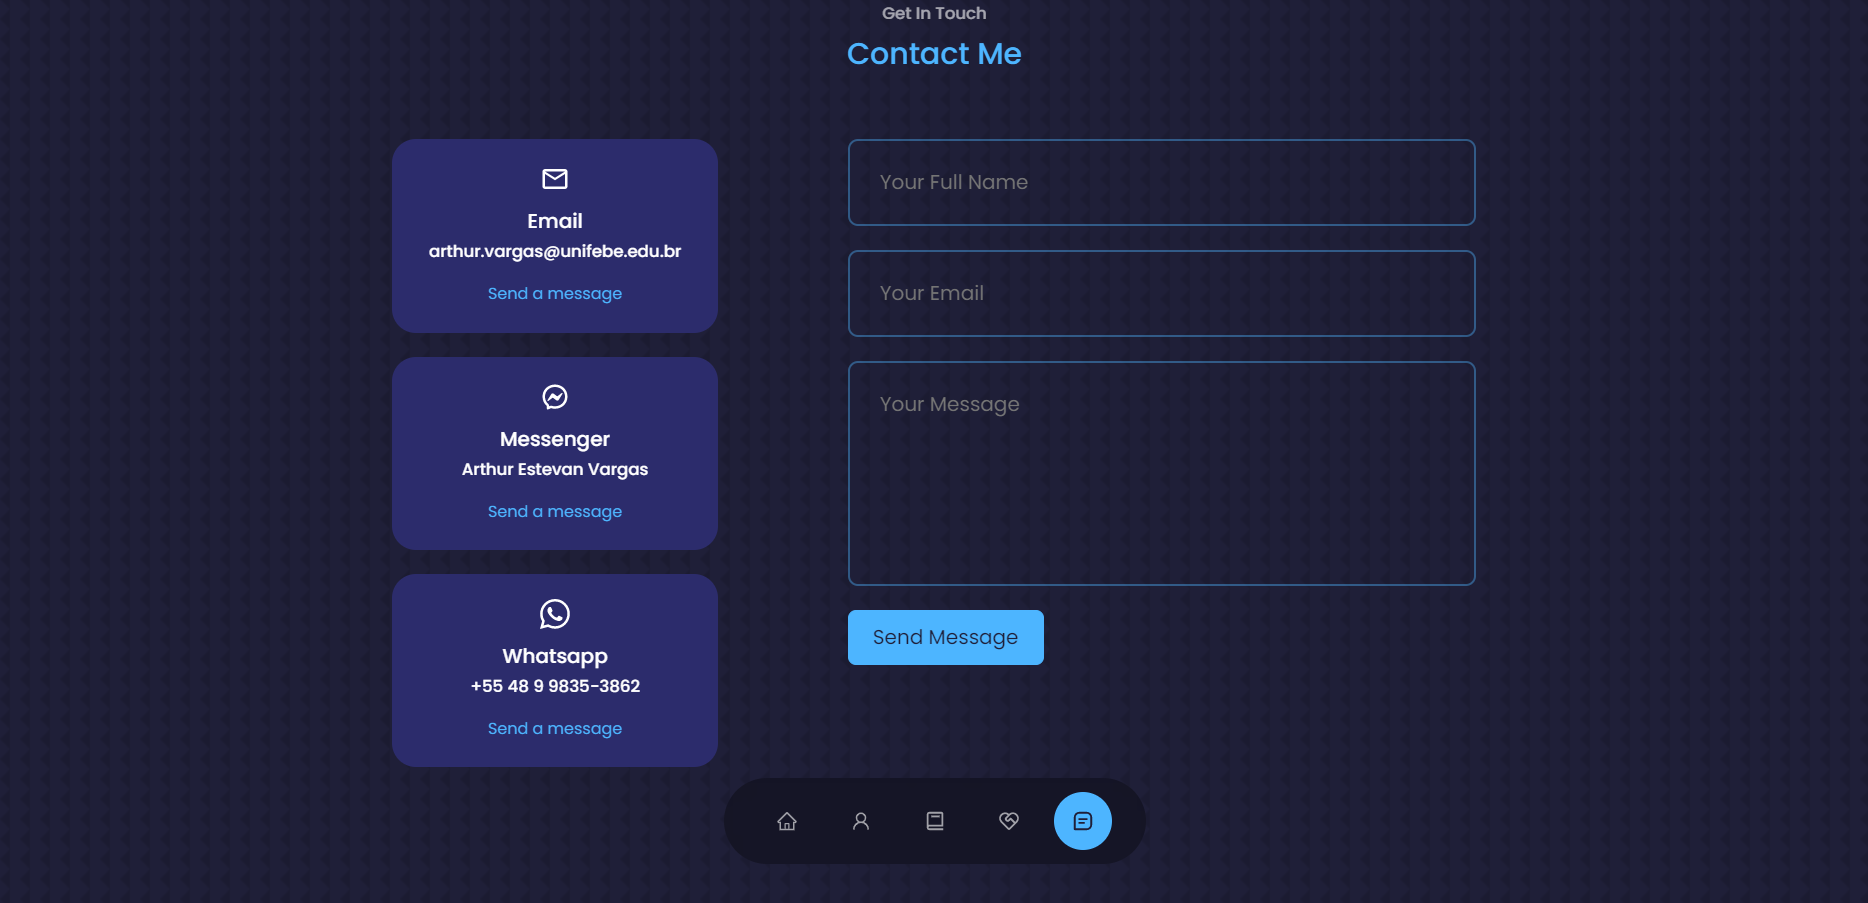 Get In Touch
Contact Me
Email
arthur.vargas@unifebe.edu.br
Send a message
Messenger
Arthur Estevan Vargas
Send a message
Whatsapp
+55 48 9 9835-3862
Send a message
Your Full Name
Your Email
Your Message
Send Message